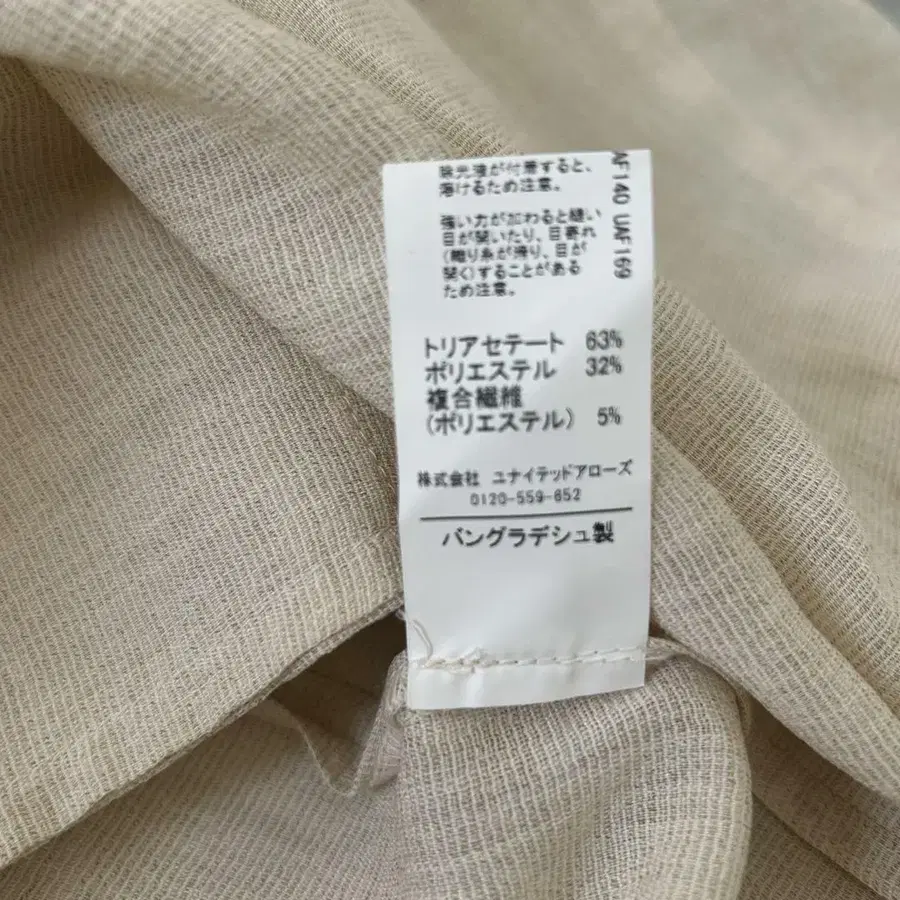 除光液が付着すると、
溶けるため注意。
強い力が加わると縫い
目が開いたり、目寄れ
(織り糸が滑り、目が
開く)することがある
ため注意。
トリアセテート 63%
ポリエステル 32%
複合繊維
(ポリエステル) 5%
株式会社 ユナイテッドアローズ
0120-559-652
バングラデシュ製
AF140 UAF169